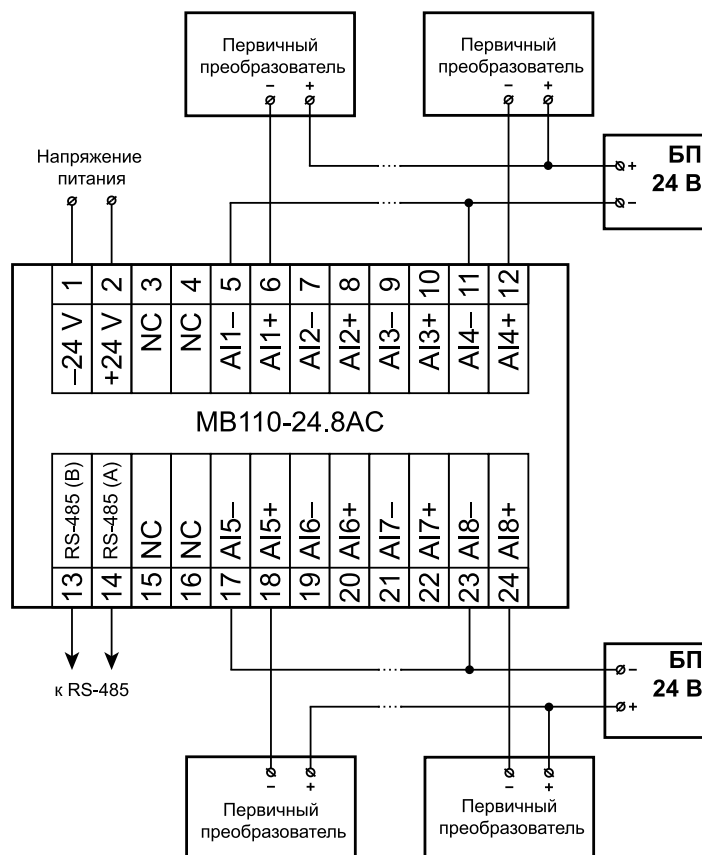 Первичный
преобразователь
– +
Первичный
преобразователь
– +
Напряжение
питания
БП
24 В
+
–
1 2 3 4 5 6 7 8 9 10 11 12
–24 V
+24 V
NC
NC
AI1–
AI1+
AI2–
AI2+
AI3–
AI3+
AI4–
AI4+
МВ110-24.8АС
RS-485 (B)
RS-485 (A)
NC
NC
AI5–
AI5+
AI6–
AI6+
AI7–
AI7+
AI8–
AI8+
13 14 15 16 17 18 19 20 21 22 23 24
к RS-485
БП
24 В
–
+
– +
Первичный
преобразователь
– +
Первичный
преобразователь